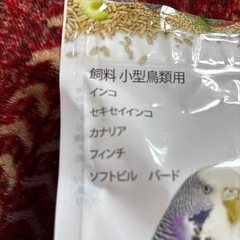 飼料 小型鳥類用
インコ
セキセイインコ
カナリア
フィンチ
ソフトビル バード